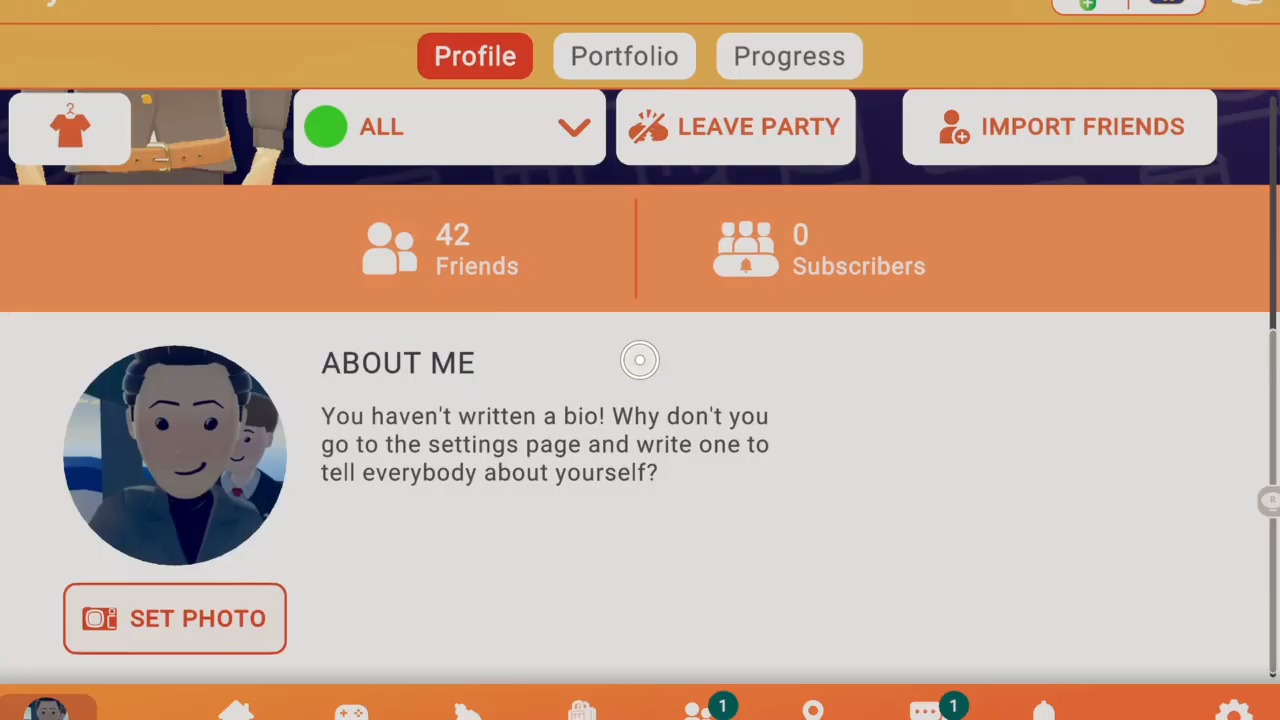 Profile
Portfolio
Progress
ALL
LEAVE PARTY
IMPORT FRIENDS
42
Friends
0
Subscribers
ABOUT ME
You haven't written a bio! Why don't you
go to the settings page and write one to
tell everybody about yourself?
SET PHOTO
1
1
R